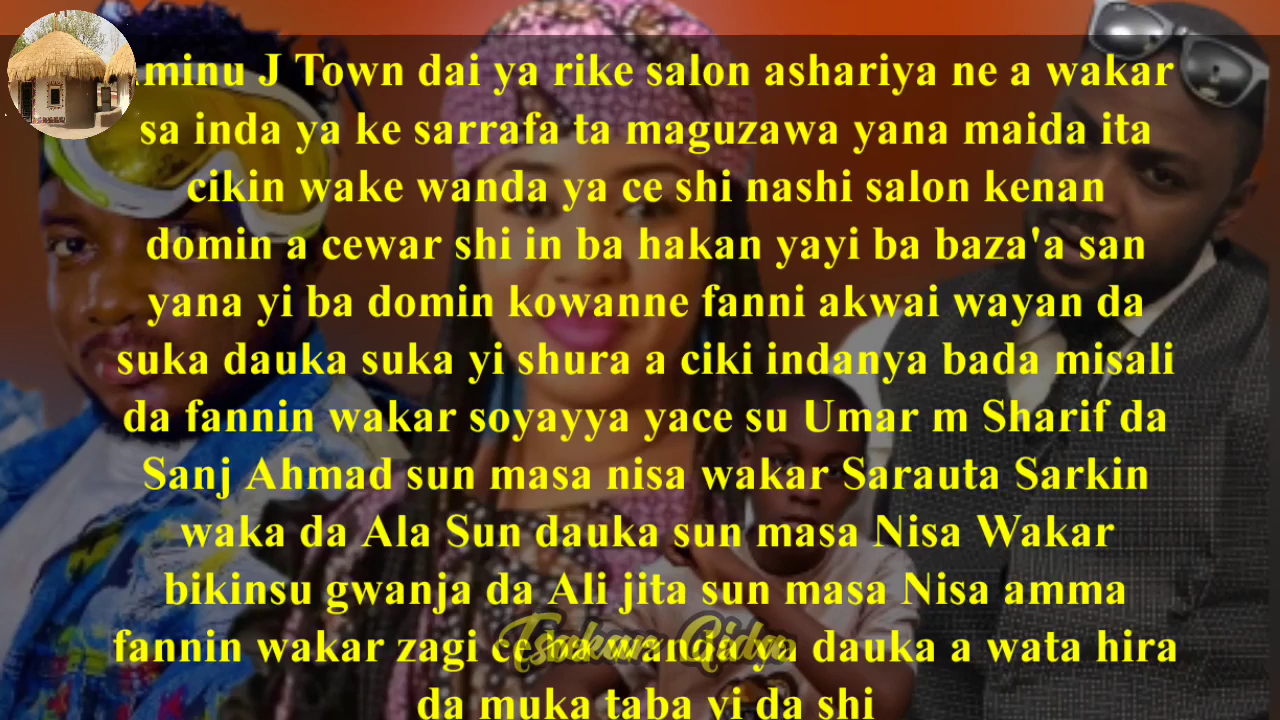 minu J Town dai ya rike salon ashariya ne a wakar
sa inda ya ke sarrafa ta maguzawa yana maida ita
cikin wake wanda ya ce shi nashi salon kenan
domin a cewar shi in ba hakan yayi ba baza'a san
yana yi ba domin kowanne fanni akwai wayan da
suka dauka suka yi shura a ciki indanya bada misali
da fannin wakar soyayya yace su Umar m Sharif da
Sanj Ahmad sun masa nisa wakar Sarauta Sarkin
waka da Ala Sun dauka sun masa Nisa Wakar
bikinsu gwanja da Ali jita sun masa Nisa amma
fannin wakar zagi ce ba wanda ya dauka a wata hira
da muka taba yi da shi
Tsakar Gida